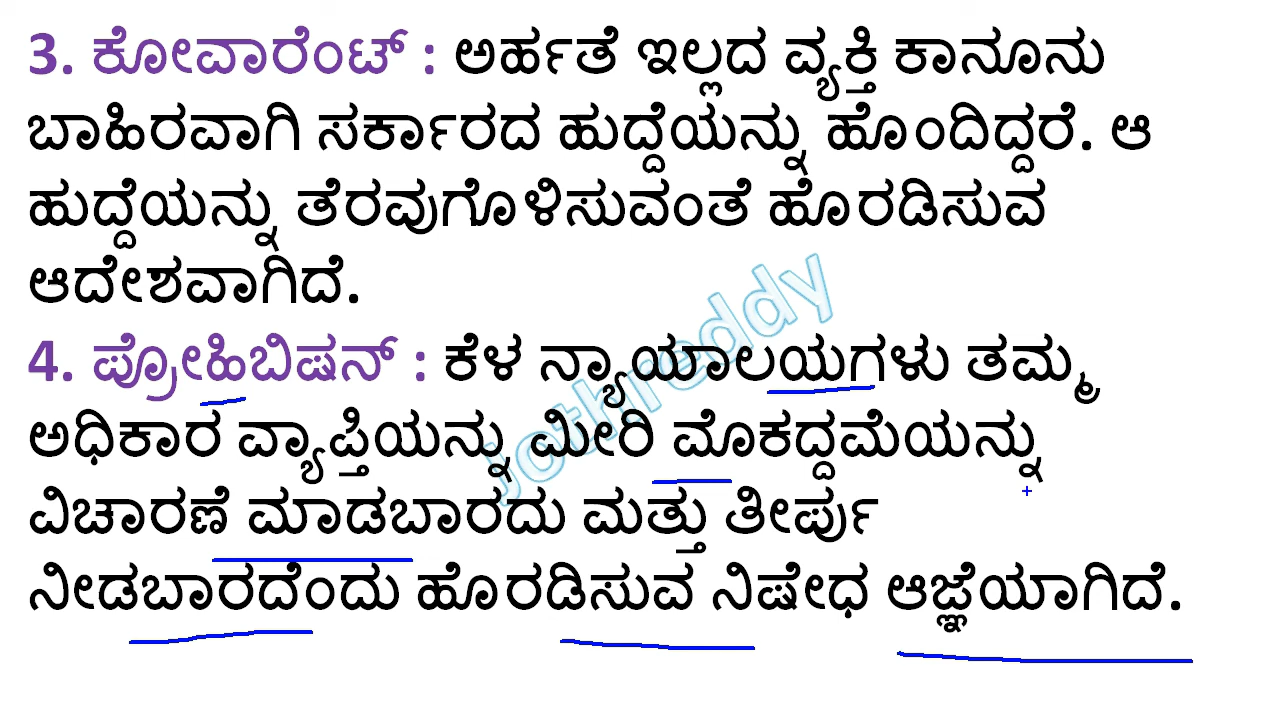 3. ಕೋವಾರೆಂಟ್ : ಅರ್ಹತೆ ಇಲ್ಲದ ವ್ಯಕ್ತಿ ಕಾನೂನು
ಬಾಹಿರವಾಗಿ ಸರ್ಕಾರದ ಹುದ್ದೆಯನ್ನು ಹೊಂದಿದ್ದರೆ. ಆ
ಹುದ್ದೆಯನ್ನು ತೆರವುಗೊಳಿಸುವಂತೆ ಹೊರಡಿಸುವ
ಆದೇಶವಾಗಿದೆ.
4. ಪ್ರೋಹಿಬಿಷನ್ : ಕೆಳ ನ್ಯಾಯಾಲಯಗಳು ತಮ್ಮ
ಅಧಿಕಾರ ವ್ಯಾಪ್ತಿಯನ್ನು ಮೀರಿ ಮೊಕದ್ದಮೆಯನ್ನು
ವಿಚಾರಣೆ ಮಾಡಬಾರದು ಮತ್ತು ತೀರ್ಪು
ನೀಡಬಾರದೆಂದು ಹೊರಡಿಸುವ ನಿಷೇಧ ಆಜ್ಞೆಯಾಗಿದೆ.
Jothreddy